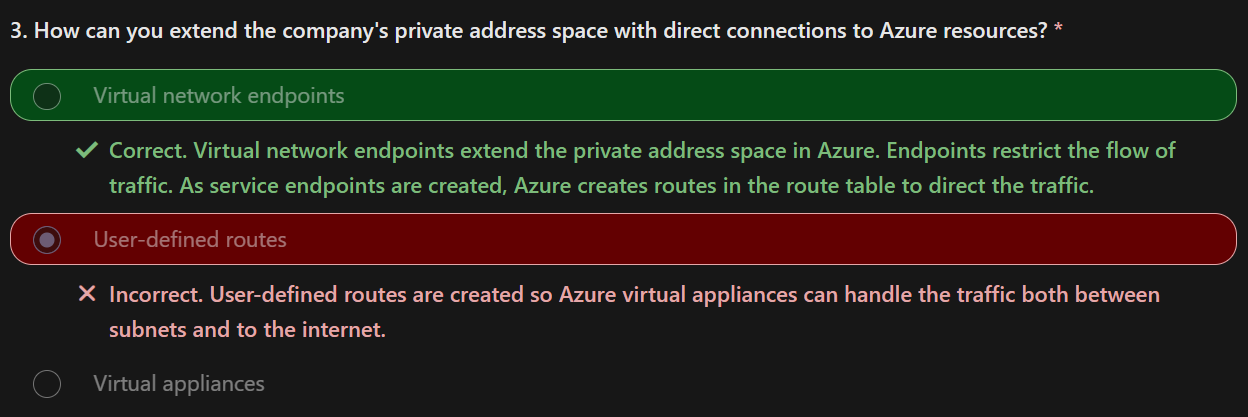 3. How can you extend the company's private address space with direct connections to Azure resources? *
Virtual network endpoints
✓ Correct. Virtual network endpoints extend the private address space in Azure. Endpoints restrict the flow of
traffic. As service endpoints are created, Azure creates routes in the route table to direct the traffic.
User-defined routes
✕ Incorrect. User-defined routes are created so Azure virtual appliances can handle the traffic both between
subnets and to the internet.
Virtual appliances